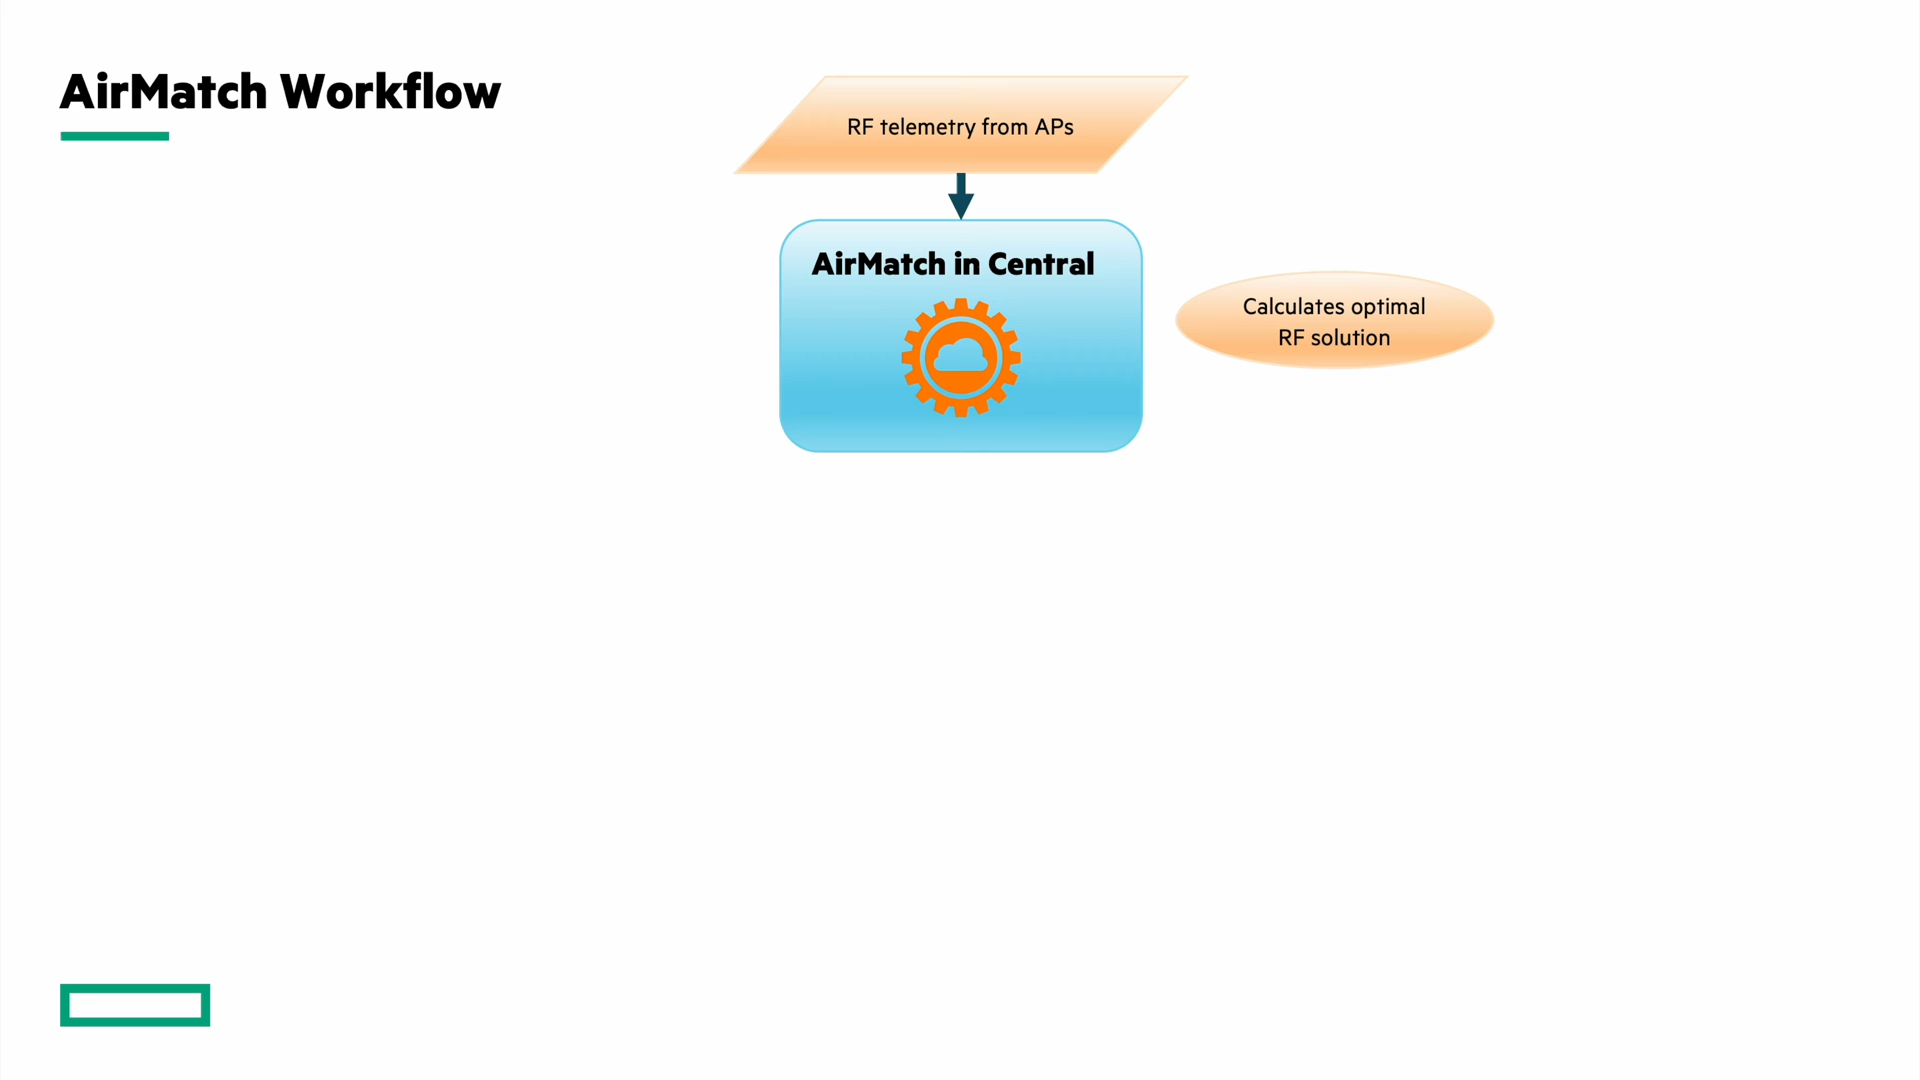 AirMatch Workflow
RF telemetry from APs
AirMatch in Central
Calculates optimal
RF solution